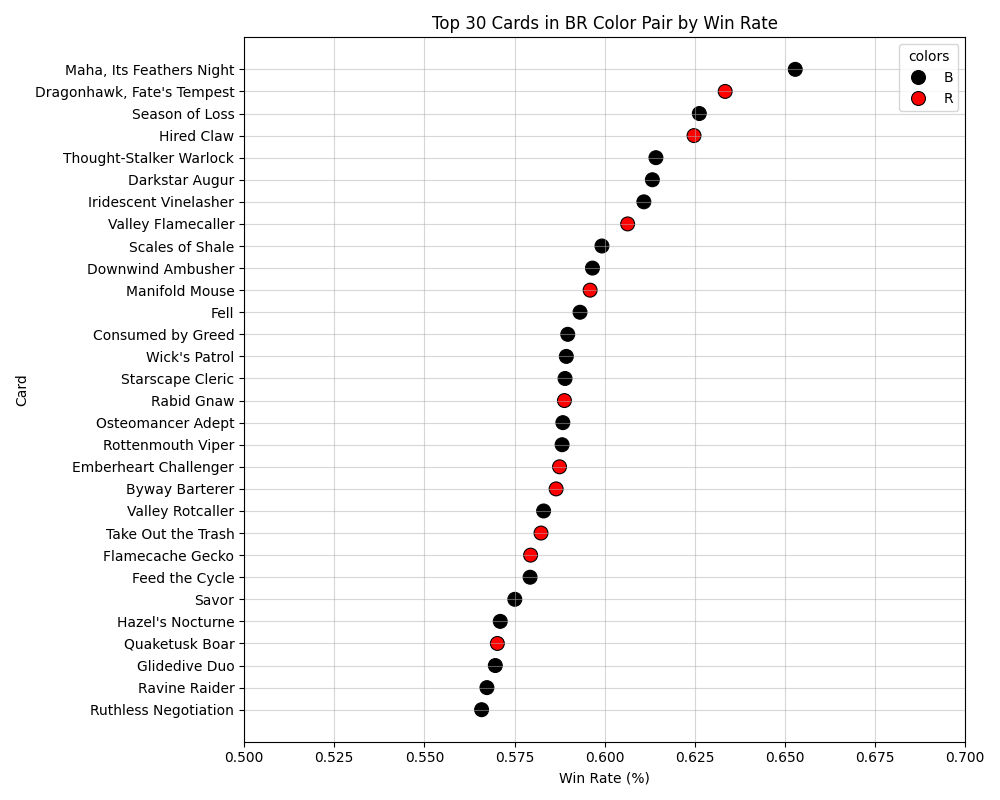 Top 30 Cards in BR Color Pair by Win Rate
colors
B
R
Card
Maha, Its Feathers Night
Dragonhawk, Fate's Tempest
Season of Loss
Hired Claw
Thought-Stalker Warlock
Darkstar Augur
Iridescent Vinelasher
Valley Flamecaller
Scales of Shale
Downwind Ambusher
Manifold Mouse
Fell
Consumed by Greed
Wick's Patrol
Starscape Cleric
Rabid Gnaw
Osteomancer Adept
Rottenmouth Viper
Emberheart Challenger
Byway Barterer
Valley Rotcaller
Take Out the Trash
Flamecache Gecko
Feed the Cycle
Savor
Hazel's Nocturne
Quaketusk Boar
Glidedive Duo
Ravine Raider
Ruthless Negotiation
0.500 0.525 0.550 0.575 0.600 0.625 0.650 0.675 0.700
Win Rate (%)